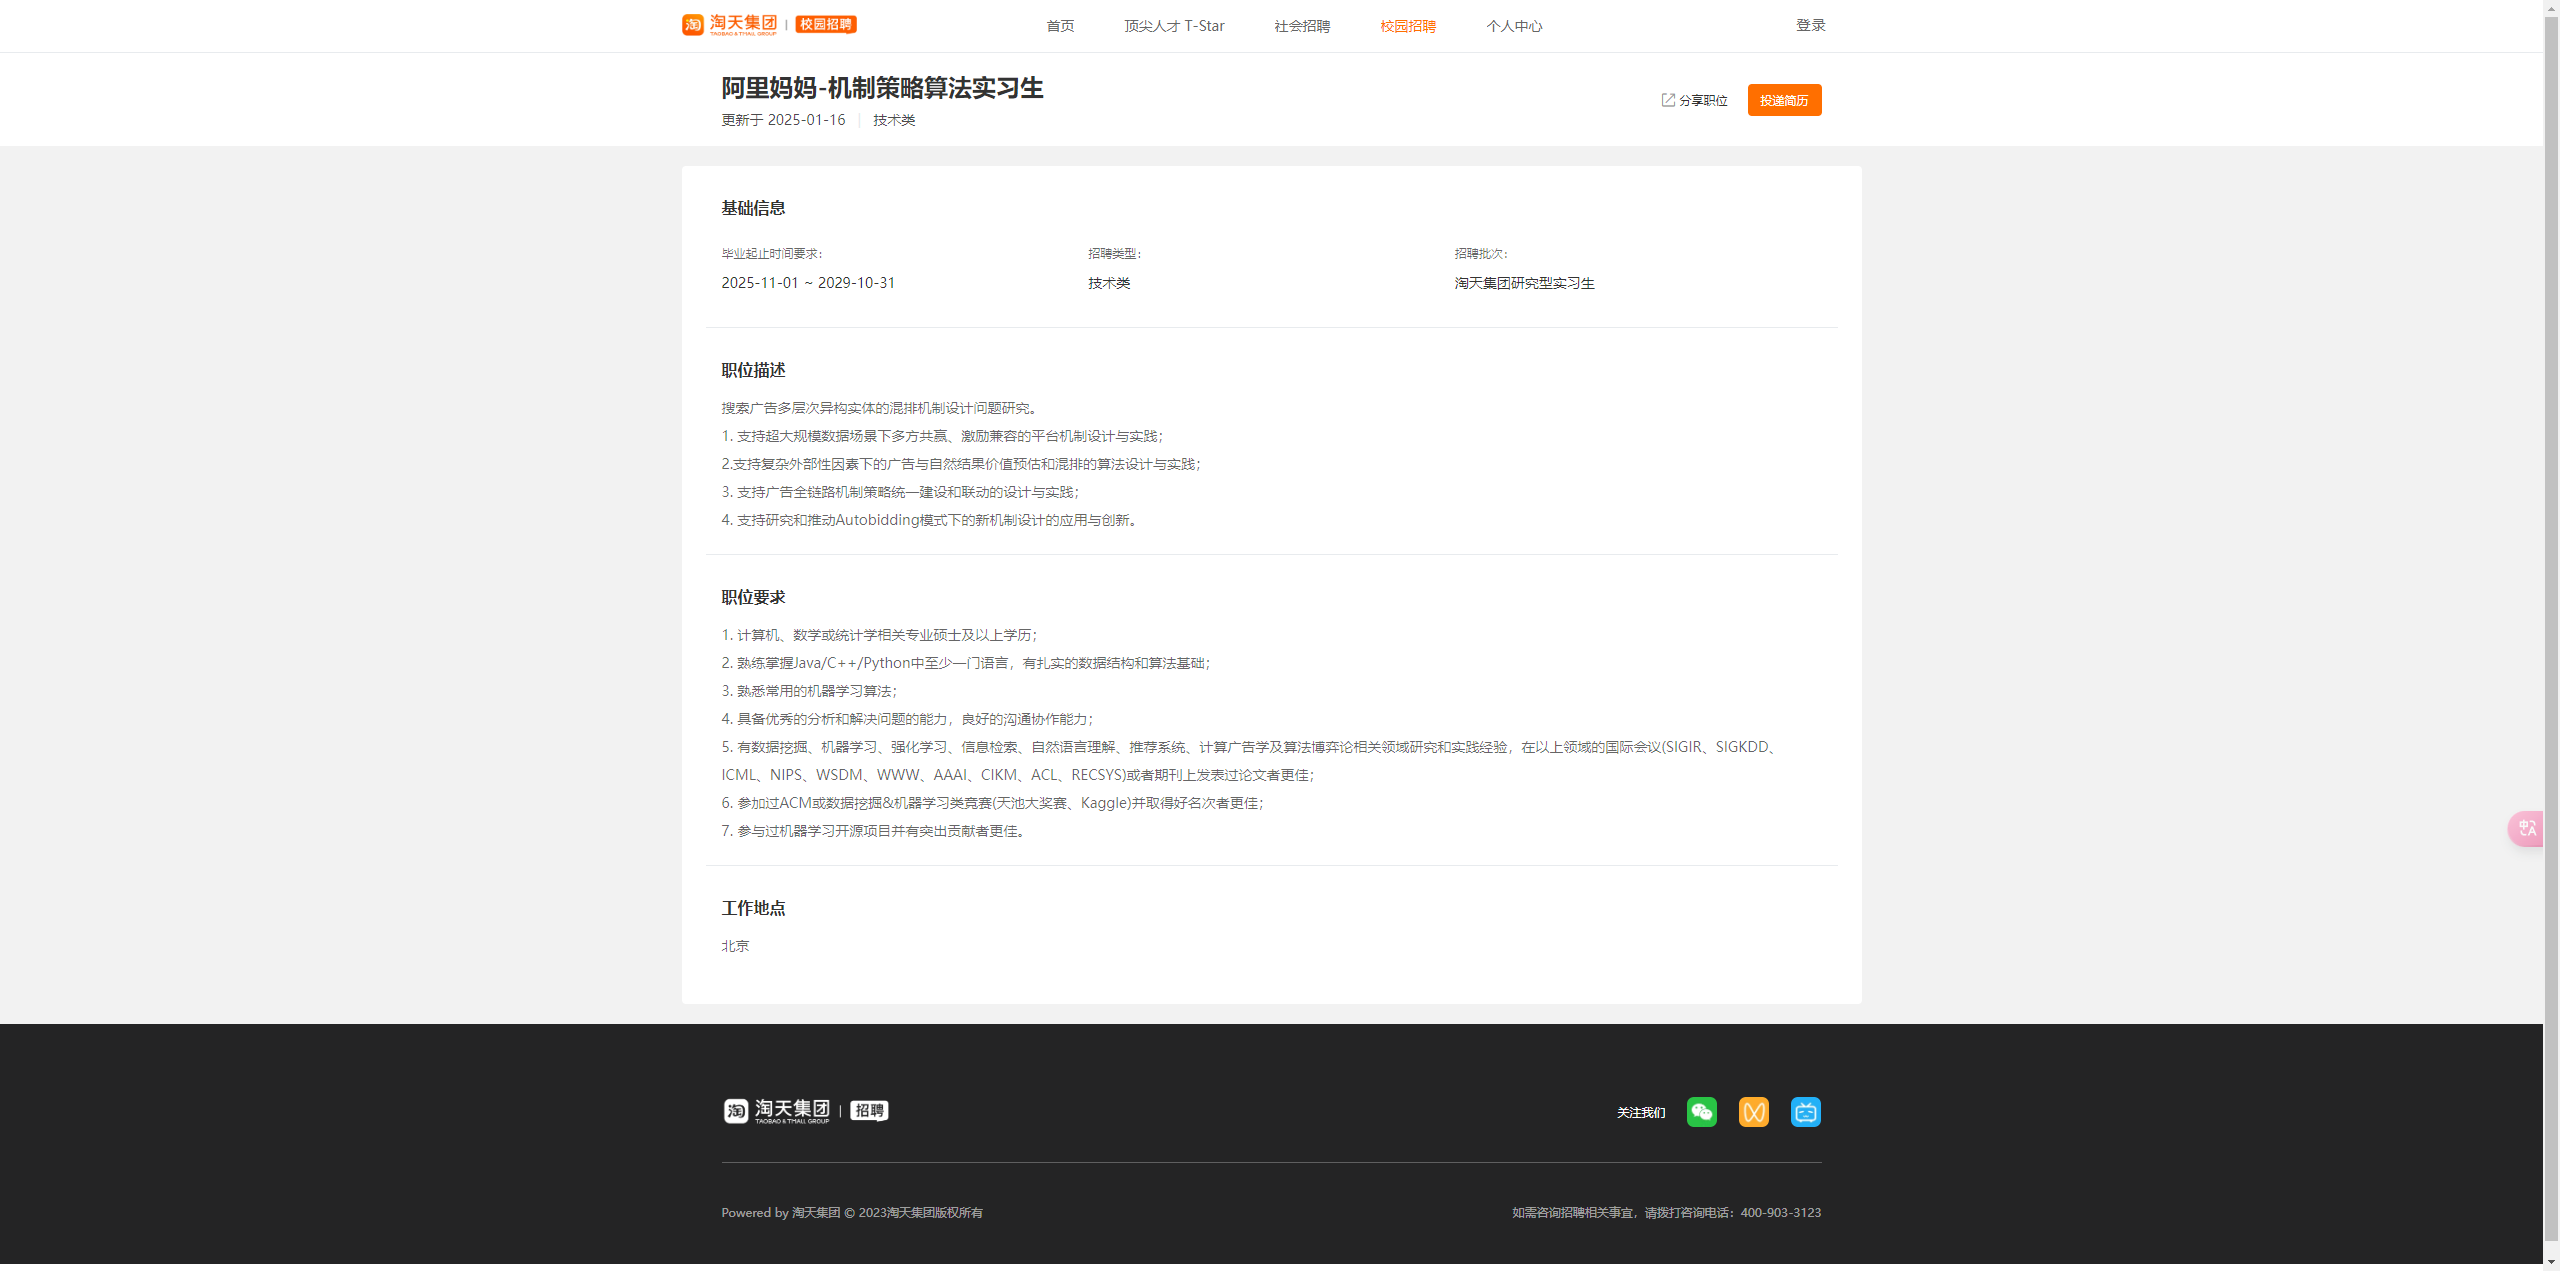 淘 淘天集团 TAOBAO & TMALL GROUP | 校园招聘 首页 顶尖人才 T-Star 社会招聘 校园招聘 个人中心 登录
阿里妈妈-机制策略算法实习生
分享职位 投递简历
更新于 2025-01-16 | 技术类
基础信息
毕业起止时间要求： 招聘类型： 招聘批次：
2025-11-01 ~ 2029-10-31 技术类 淘天集团研究型实习生
职位描述
搜索广告多层次异构实体的混排机制设计问题研究。
1. 支持超大规模数据场景下多方共赢、激励兼容的平台机制设计与实践；
2.支持复杂外部性因素下的广告与自然结果价值预估和混排的算法设计与实践；
3. 支持广告全链路机制策略统一建设和联动的设计与实践；
4. 支持研究和推动Autobidding模式下的新机制设计的应用与创新。
职位要求
1. 计算机、数学或统计学相关专业硕士及以上学历；
2. 熟练掌握Java/C++/Python中至少一门语言，有扎实的数据结构和算法基础；
3. 熟悉常用的机器学习算法；
4. 具备优秀的分析和解决问题的能力，良好的沟通协作能力；
5. 有数据挖掘、机器学习、强化学习、信息检索、自然语言理解、推荐系统、计算广告学及算法博弈论相关领域研究和实践经验，在以上领域的国际会议(SIGIR、SIGKDD、
ICML、NIPS、WSDM、WWW、AAAI、CIKM、ACL、RECSYS)或者期刊上发表过论文者更佳；
6. 参加过ACM或数据挖掘&机器学习类竞赛(天池大奖赛、Kaggle)并取得好名次者更佳；
7. 参与过机器学习开源项目并有突出贡献者更佳。
工作地点
北京
淘 淘天集团 TAOBAO & TMALL GROUP | 招聘 关注我们
Powered by 淘天集团 © 2023淘天集团版权所有 如需咨询招聘相关事宜，请拨打咨询电话：400-903-3123